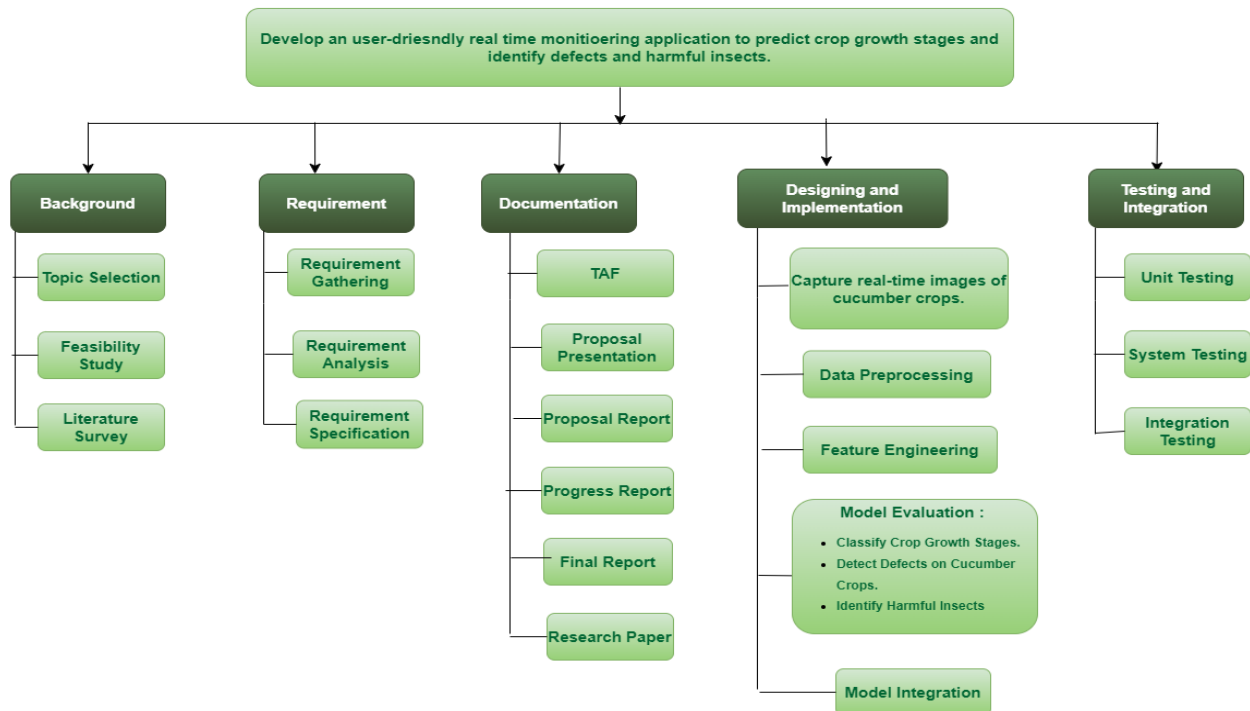 Develop an user-driesndly real time monitioering application to predict crop growth stages and
identify defects and harmful insects.
Background
Topic Selection
Feasibility
Study
Literature
Survey
Requirement
Requirement
Gathering
Requirement
Analysis
Requirement
Specification
Documentation
TAF
Proposal
Presentation
Proposal Report
Progress Report
Final Report
Research Paper
Designing and
Implementation
Capture real-time images of
cucumber crops.
Data Preprocessing
Feature Engineering
Model Evaluation :
• Classify Crop Growth Stages.
• Detect Defects on Cucumber
Crops.
• Identify Harmful Insects
Model Integration
Testing and
Integration
Unit Testing
System Testing
Integration
Testing